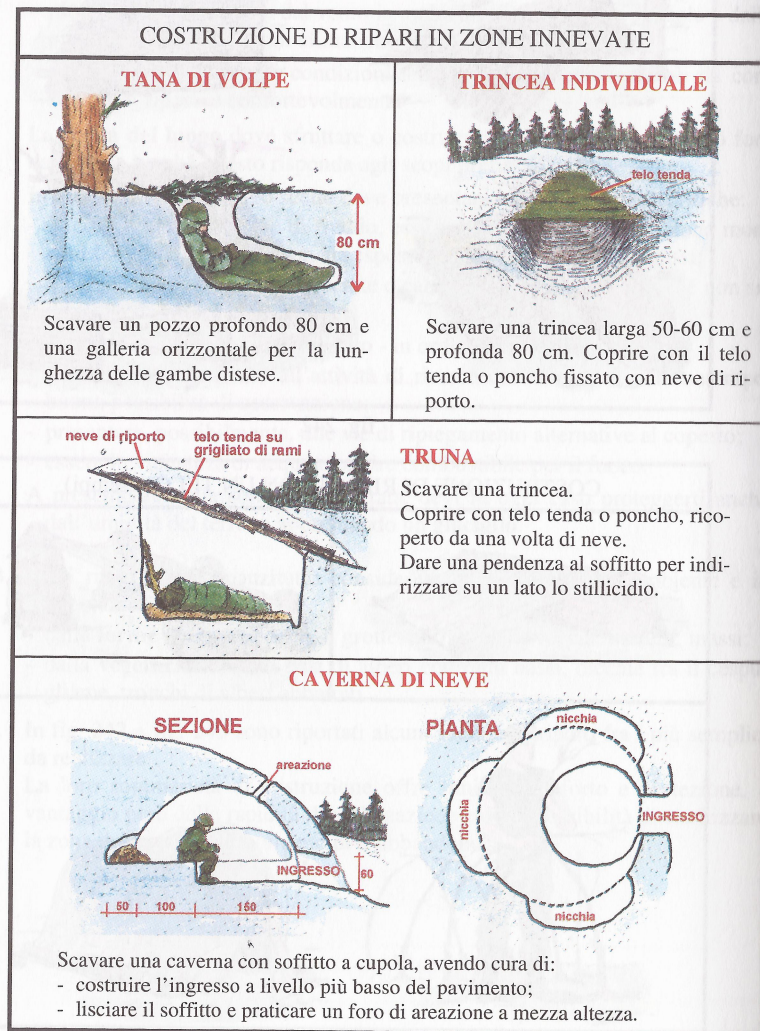 COSTRUZIONE DI RIPARI IN ZONE INNEVATE
TANA DI VOLPE
80 cm
Scavare un pozzo profondo 80 cm e
una galleria orizzontale per la lun-
ghezza delle gambe distese.
TRINCEA INDIVIDUALE
telo tenda
Scavare una trincea larga 50-60 cm e
profonda 80 cm. Coprire con il telo
tenda o poncho fissato con neve di ri-
porto.
neve di riporto
telo tenda su
grigliato di rami
TRUNA
Scavare una trincea.
Coprire con telo tenda o poncho, rico-
perto da una volta di neve.
Dare una pendenza al soffitto per indi-
rizzare su un lato lo stillicidio.
CAVERNA DI NEVE
SEZIONE
areazione
INGRESSO
60
50
100
150
PIANTA
nicchia
nicchia
INGRESSO
nicchia
Scavare una caverna con soffitto a cupola, avendo cura di:
- costruire l'ingresso a livello più basso del pavimento;
- lisciare il soffitto e praticare un foro di areazione a mezza altezza.